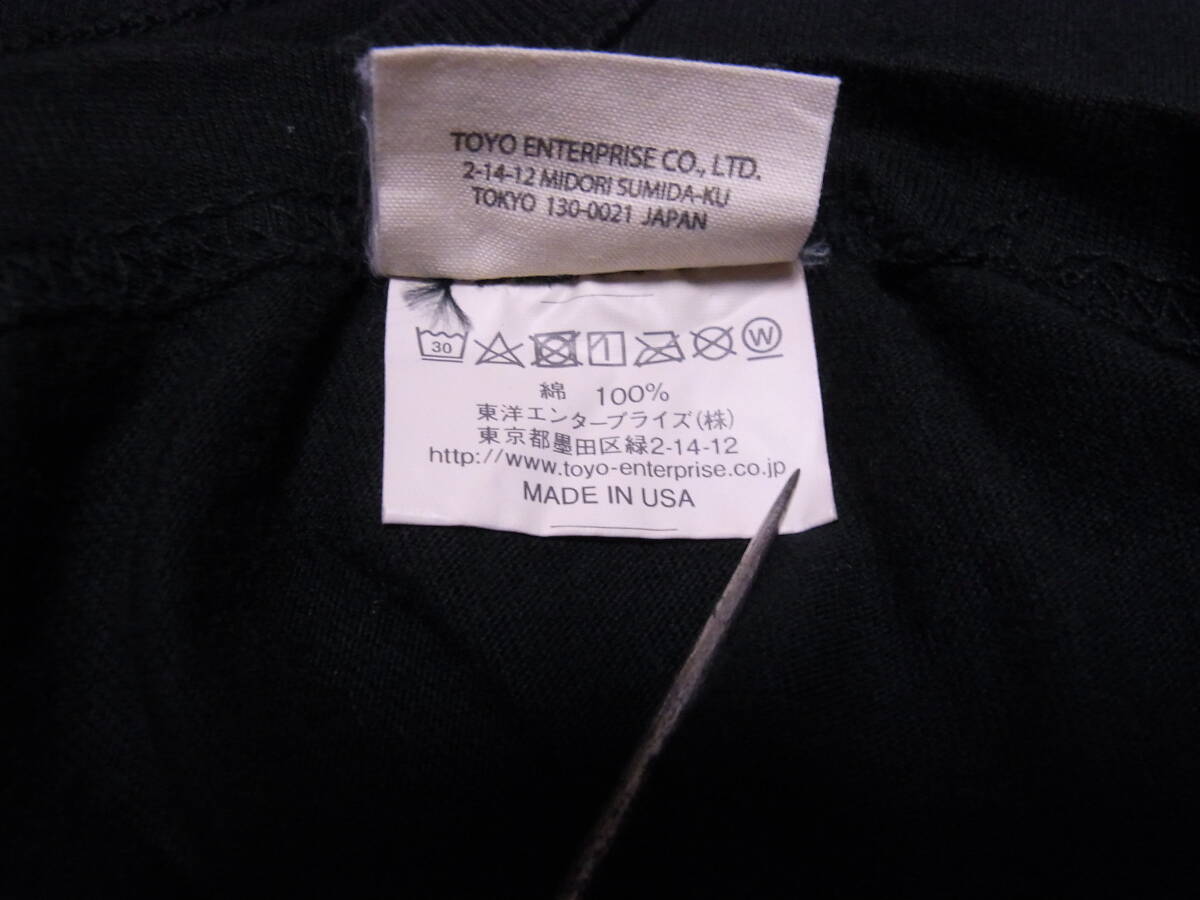 TOYO ENTERPRISE CO., LTD.
2-14-12 MIDORI SUMIDA-KU
TOKYO 130-0021 JAPAN
30 W
綿 100%
東洋エンタープライズ(株)
東京都墨田区緑2-14-12
http://www.toyo-enterprise.co.jp
MADE IN USA